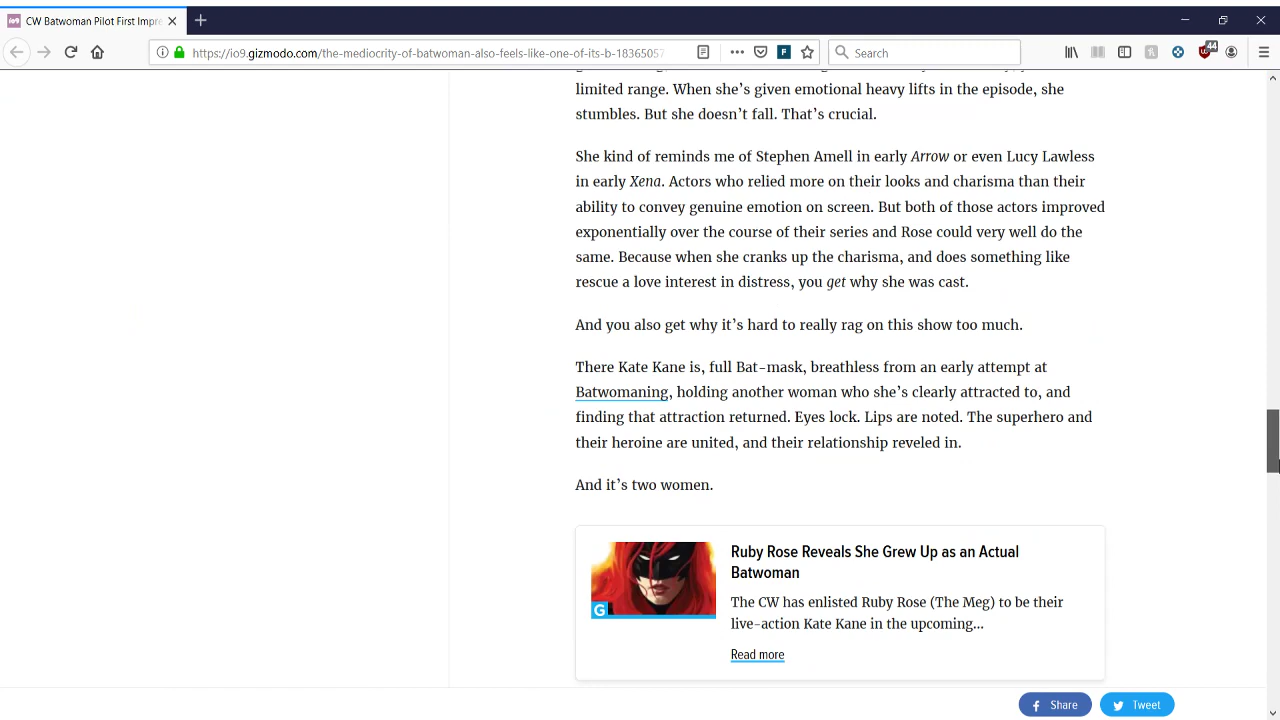 CW Batwoman Pilot First Impre
https://io9.gizmodo.com/the-mediocrity-of-batwoman-also-feels-like-one-of-its-b-18365057
Search
44
limited range. When she’s given emotional heavy lifts in the episode, she
stumbles. But she doesn’t fall. That’s crucial.
She kind of reminds me of Stephen Amell in early Arrow or even Lucy Lawless
in early Xena. Actors who relied more on their looks and charisma than their
ability to convey genuine emotion on screen. But both of those actors improved
exponentially over the course of their series and Rose could very well do the
same. Because when she cranks up the charisma, and does something like
rescue a love interest in distress, you get why she was cast.
And you also get why it’s hard to really rag on this show too much.
There Kate Kane is, full Bat-mask, breathless from an early attempt at
Batwomaning, holding another woman who she’s clearly attracted to, and
finding that attraction returned. Eyes lock. Lips are noted. The superhero and
their heroine are united, and their relationship reveled in.
And it’s two women.
G
Ruby Rose Reveals She Grew Up as an Actual
Batwoman
The CW has enlisted Ruby Rose (The Meg) to be their
live-action Kate Kane in the upcoming...
Read more
Share
Tweet